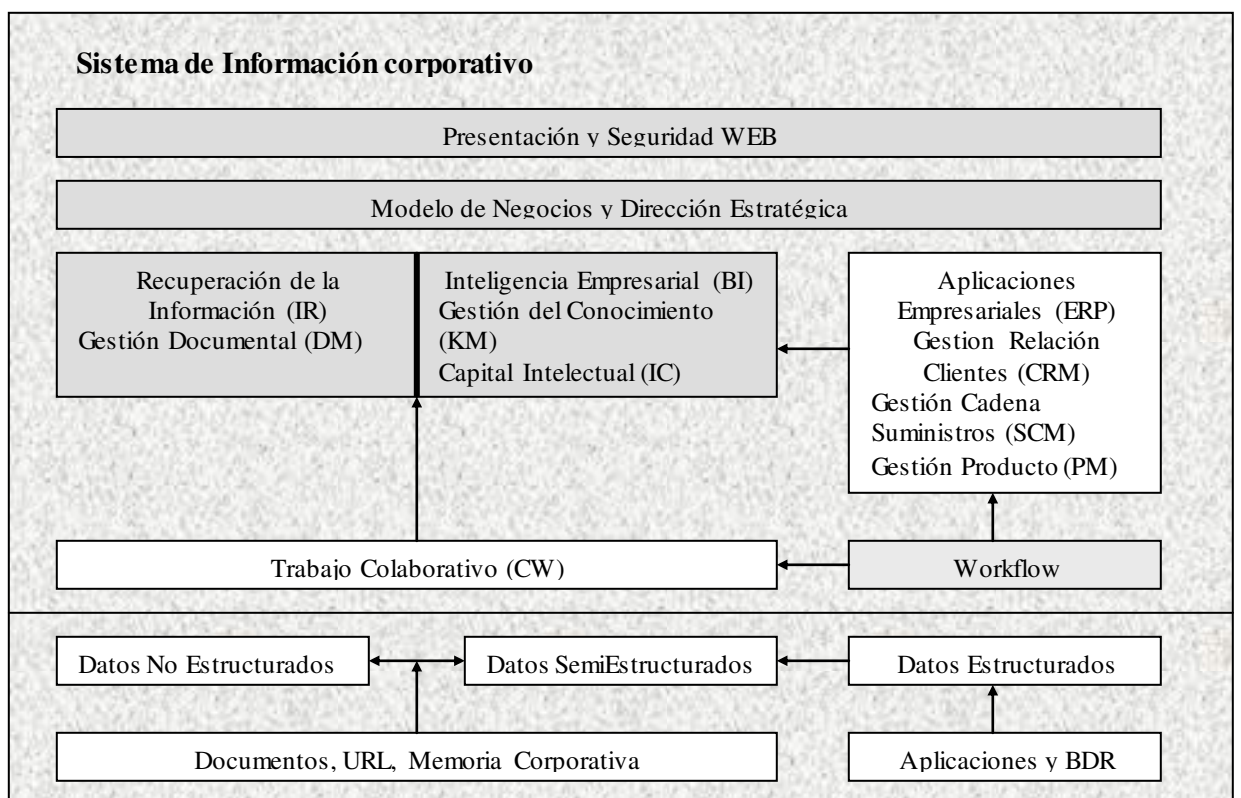 Sistema de Información corporativo
Presentación y Seguridad WEB
Modelo de Negocios y Dirección Estratégica
Recuperación de la
Información (IR)
Gestión Documental (DM)
Inteligencia Empresarial (BI)
Gestión del Conocimiento
(KM)
Capital Intelectual (IC)
Aplicaciones
Empresariales (ERP)
Gestion Relación
Clientes (CRM)
Gestión Cadena
Suministros (SCM)
Gestión Producto (PM)
Trabajo Colaborativo (CW)
Workflow
Datos No Estructurados
Datos SemiEstructurados
Datos Estructurados
Documentos, URL, Memoria Corporativa
Aplicaciones y BDR